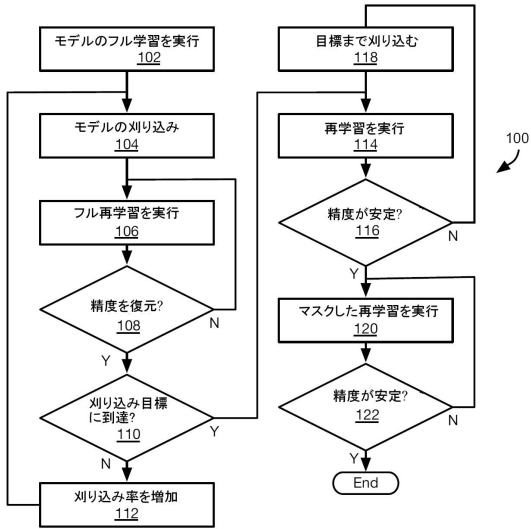 モデルのフル学習を実行
102
モデルの刈り込み
104
フル再学習を実行
106
精度を復元?
108
N
Y
刈り込み目標
に到達?
110
Y
N
刈り込み率を増加
112
目標まで刈り込む
118
再学習を実行
114
100
精度が安定?
116
N
Y
マスクした再学習を実行
120
精度が安定?
122
N
Y
End